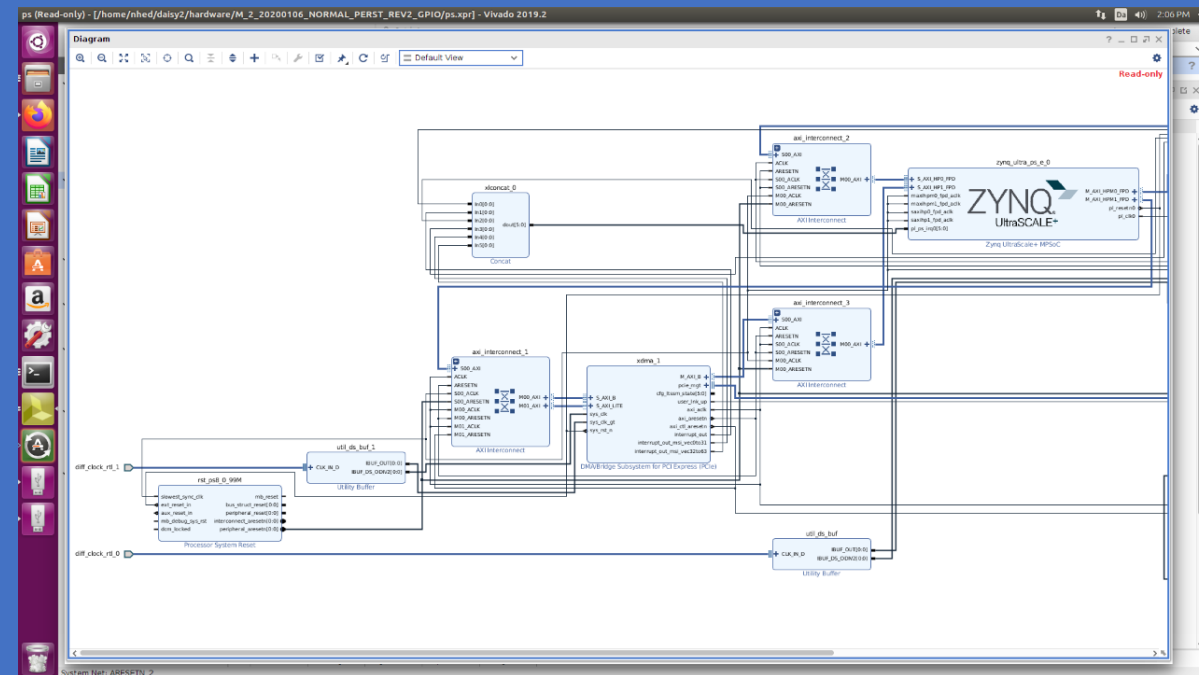 ps (Read-only) - [/home/nhed/daisy2/hardware/M_2_20200106_NORMAL_PERST_REV2_GPIO/ps.xpr] - Vivado 2019.2
Da
2:06 PM
Diagram
Default View
Read-only
axi_interconnect_2
S00_AXI
ACLK
ARESETN
S00_ACLK
S00_ARESETN
M00_ACLK
M00_ARESETN
M00_AXI
AXI Interconnect
zynq_ultra_ps_e_0
S_AXI_HP0_FPD
S_AXI_HP1_FPD
maxihpm0_fpd_aclk
maxihpm1_fpd_aclk
saxihp0_fpd_aclk
saxihp1_fpd_aclk
pl_ps_irq0[5:0]
ZYNQ
UltraSCALE+
M_AXI_HPM0_FPD
M_AXI_HPM1_FPD
pl_resetn0
pl_clk0
Zynq UltraScale+ MPSoC
xlconcat_0
In0[0:0]
In1[0:0]
In2[0:0]
In3[0:0]
In4[0:0]
In5[0:0]
dout[5:0]
Concat
axi_interconnect_3
S00_AXI
ACLK
ARESETN
S00_ACLK
S00_ARESETN
M00_ACLK
M00_ARESETN
M00_AXI
AXI Interconnect
axi_interconnect_1
S00_AXI
ACLK
ARESETN
S00_ACLK
S00_ARESETN
M00_ACLK
M00_ARESETN
M01_ACLK
M01_ARESETN
M00_AXI
M01_AXI
AXI Interconnect
xdma_1
S_AXI_B
S_AXI_LITE
sys_clk
sys_clk_gt
sys_rst_n
M_AXI_B
pcie_mgt
cfg_ltssm_state[5:0]
user_lnk_up
axi_aclk
axi_aresetn
axi_ctl_aresetn
interrupt_out
interrupt_out_msi_vec0to31
interrupt_out_msi_vec32to63
DMA/Bridge Subsystem for PCI Express (PCIe)
util_ds_buf_1
CLK_IN_D
IBUF_OUT[0:0]
IBUF_DS_ODIV2[0:0]
Utility Buffer
diff_clock_rtl_1
rst_ps8_0_99M
slowest_sync_clk
ext_reset_in
aux_reset_in
mb_debug_sys_rst
dcm_locked
mb_reset
bus_struct_reset[0:0]
peripheral_reset[0:0]
interconnect_aresetn[0:0]
peripheral_aresetn[0:0]
Processor System Reset
diff_clock_rtl_0
util_ds_buf
CLK_IN_D
IBUF_OUT[0:0]
IBUF_DS_ODIV2[0:0]
Utility Buffer
System Net: ARESETN_2